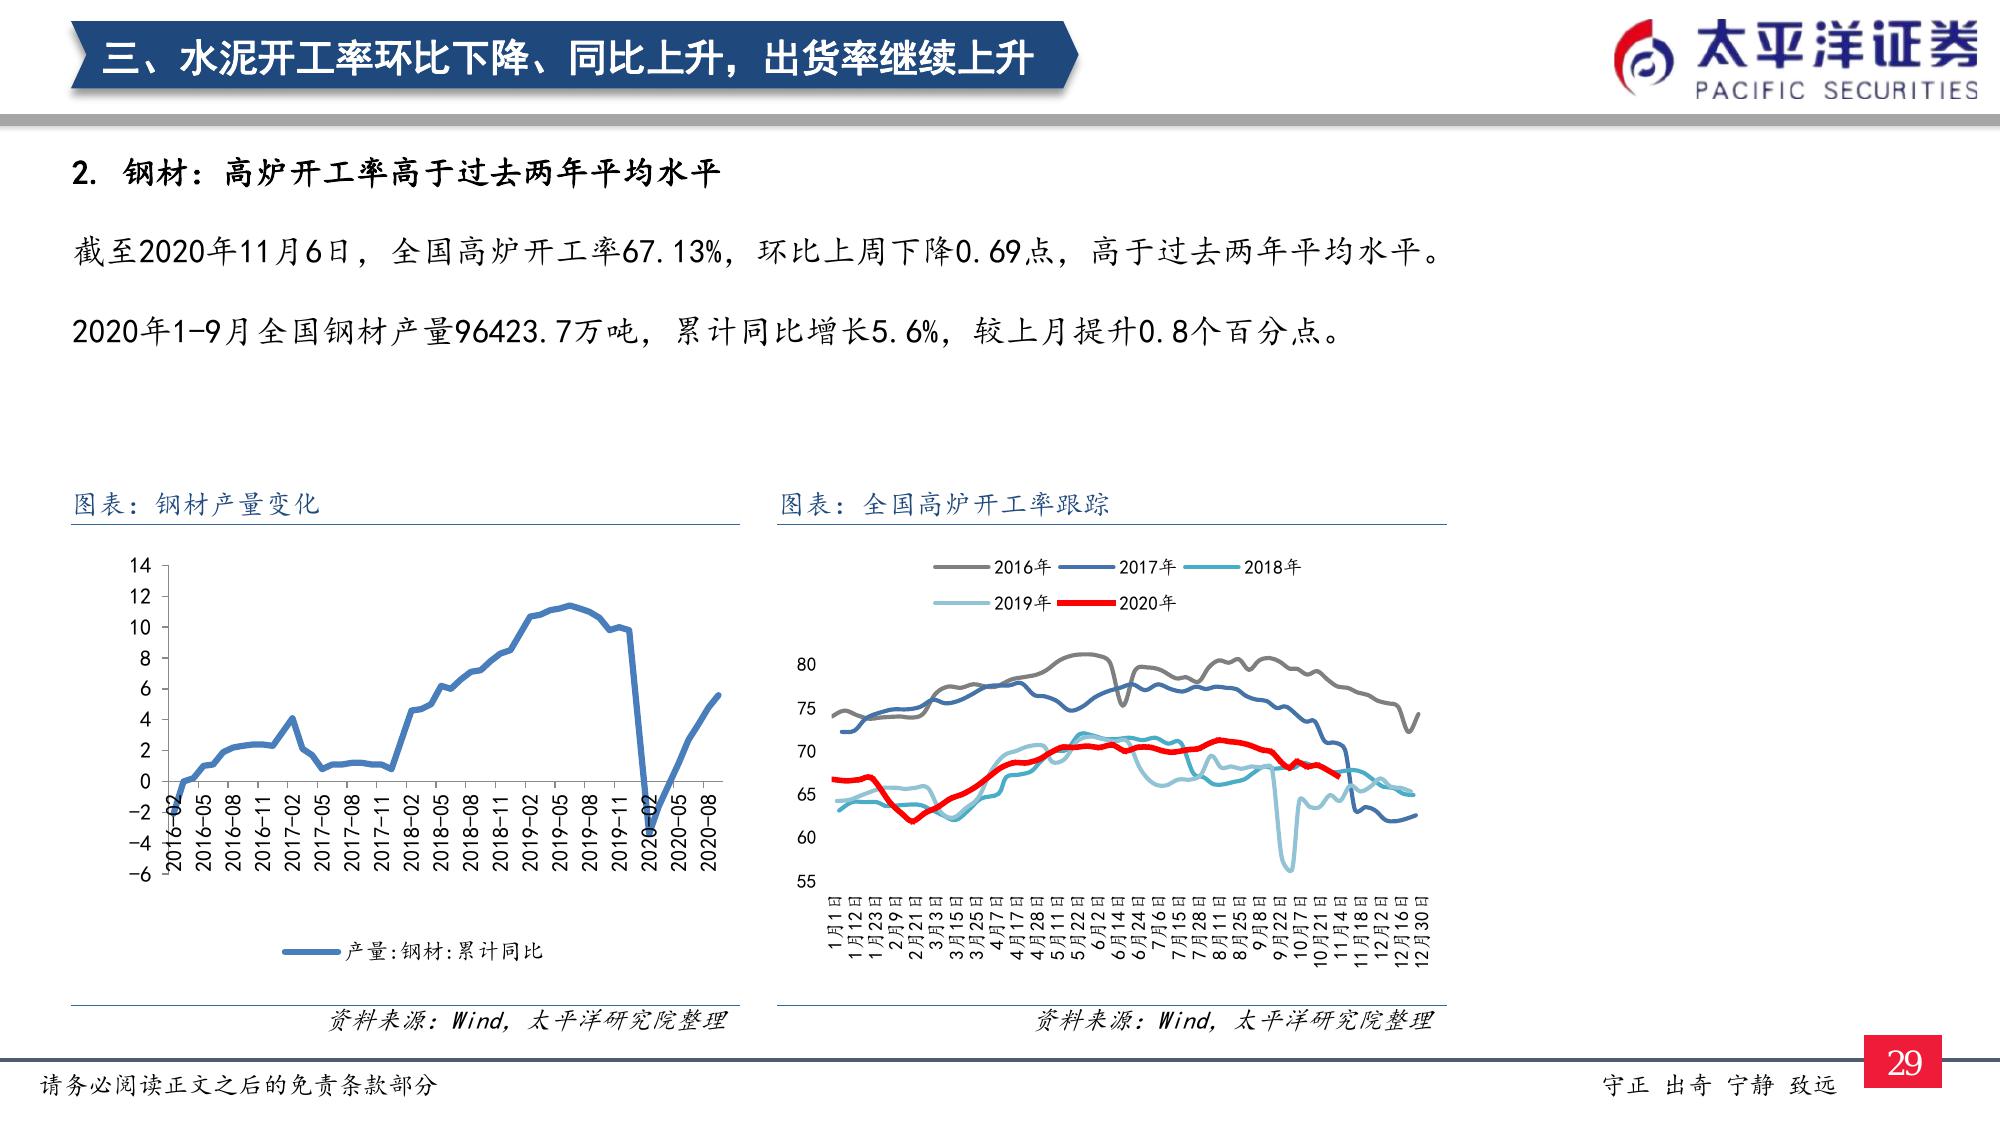 三、水泥开工率环比下降、同比上升，出货率继续上升
太平洋证券
PACIFIC SECURITIES
2. 钢材：高炉开工率高于过去两年平均水平
截至2020年11月6日，全国高炉开工率67.13%，环比上周下降0.69点，高于过去两年平均水平。
2020年1-9月全国钢材产量96423.7万吨，累计同比增长5.6%，较上月提升0.8个百分点。
图表：钢材产量变化
14
12
10
8
6
4
2
0
-2
-4
-6
2016-02
2016-05
2016-08
2016-11
2017-02
2017-05
2017-08
2017-11
2018-02
2018-05
2018-08
2018-11
2019-02
2019-05
2019-08
2019-11
2020-02
2020-05
2020-08
产量:钢材:累计同比
资料来源：Wind，太平洋研究院整理
图表：全国高炉开工率跟踪
2016年 2017年 2018年
2019年 2020年
80
75
70
65
60
55
1月1日
1月12日
1月23日
2月9日
2月21日
3月3日
3月15日
3月25日
4月7日
4月17日
4月28日
5月11日
5月22日
6月2日
6月14日
6月24日
7月6日
7月15日
7月28日
8月11日
8月25日
9月8日
9月22日
10月7日
10月21日
11月4日
11月18日
12月2日
12月16日
12月30日
资料来源：Wind，太平洋研究院整理
请务必阅读正文之后的免责条款部分
守正 出奇 宁静 致远
29